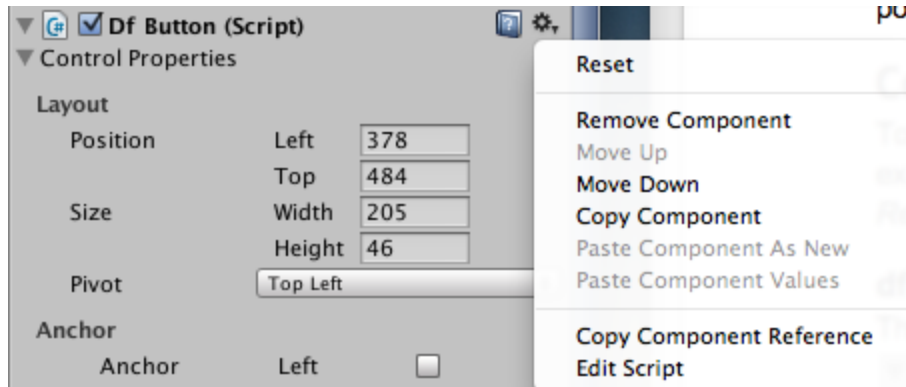 Df Button (Script)
Control Properties
Layout
Position Left 378
Top 484
Size Width 205
Height 46
Pivot Top Left
Anchor
Anchor Left
Reset
Remove Component
Move Up
Move Down
Copy Component
Paste Component As New
Paste Component Values
Copy Component Reference
Edit Script